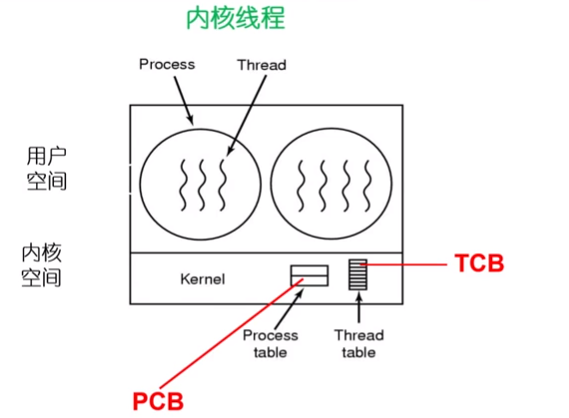 内核线程
Process
Thread
用户
空间
内核
空间
Kernel
TCB
Process
table
Thread
table
PCB